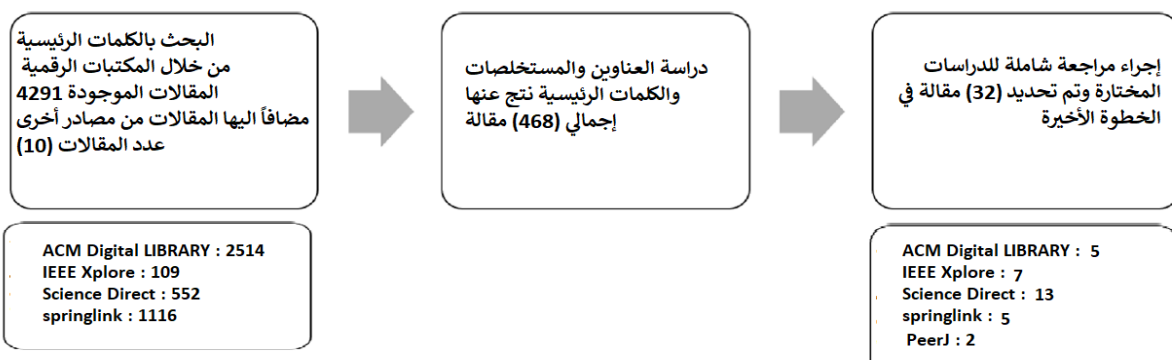 البحث بالكلمات الرئيسية
من خلال المكتبات الرقمية
المقالات الموجودة 4291
مضافاً اليها المقالات من مصادر أخرى
عدد المقالات (10)
دراسة العناوين والمستخلصات
والكلمات الرئيسية نتج عنها
إجمالي (468) مقالة
إجراء مراجعة شاملة للدراسات
المختارة وتم تحديد (32) مقالة في
الخطوة الأخيرة
ACM Digital LIBRARY : 2514
IEEE Xplore : 109
Science Direct : 552
springlink : 1116
ACM Digital LIBRARY : 5
IEEE Xplore : 7
Science Direct : 13
springlink : 5
PeerJ : 2